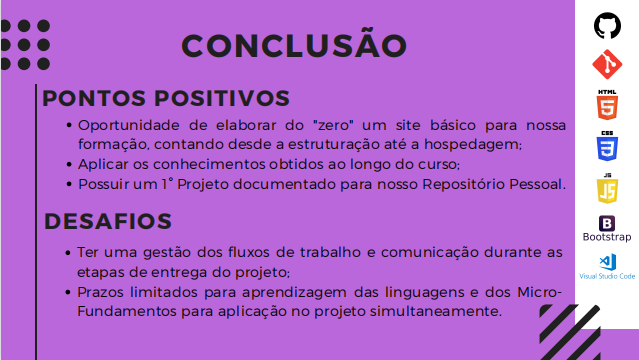 CONCLUSÃO
PONTOS POSITIVOS
• Oportunidade de elaborar do "zero" um site básico para nossa
formação, contando desde a estruturação até a hospedagem;
• Aplicar os conhecimentos obtidos ao longo do curso;
• Possuir um 1° Projeto documentado para nosso Repositório Pessoal.
DESAFIOS
• Ter uma gestão dos fluxos de trabalho e comunicação durante as
etapas de entrega do projeto;
• Prazos limitados para aprendizagem das linguagens e dos Micro-
Fundamentos para aplicação no projeto simultaneamente.
HTML
5
CSS
3
JS
B
Bootstrap
Visual Studio Code